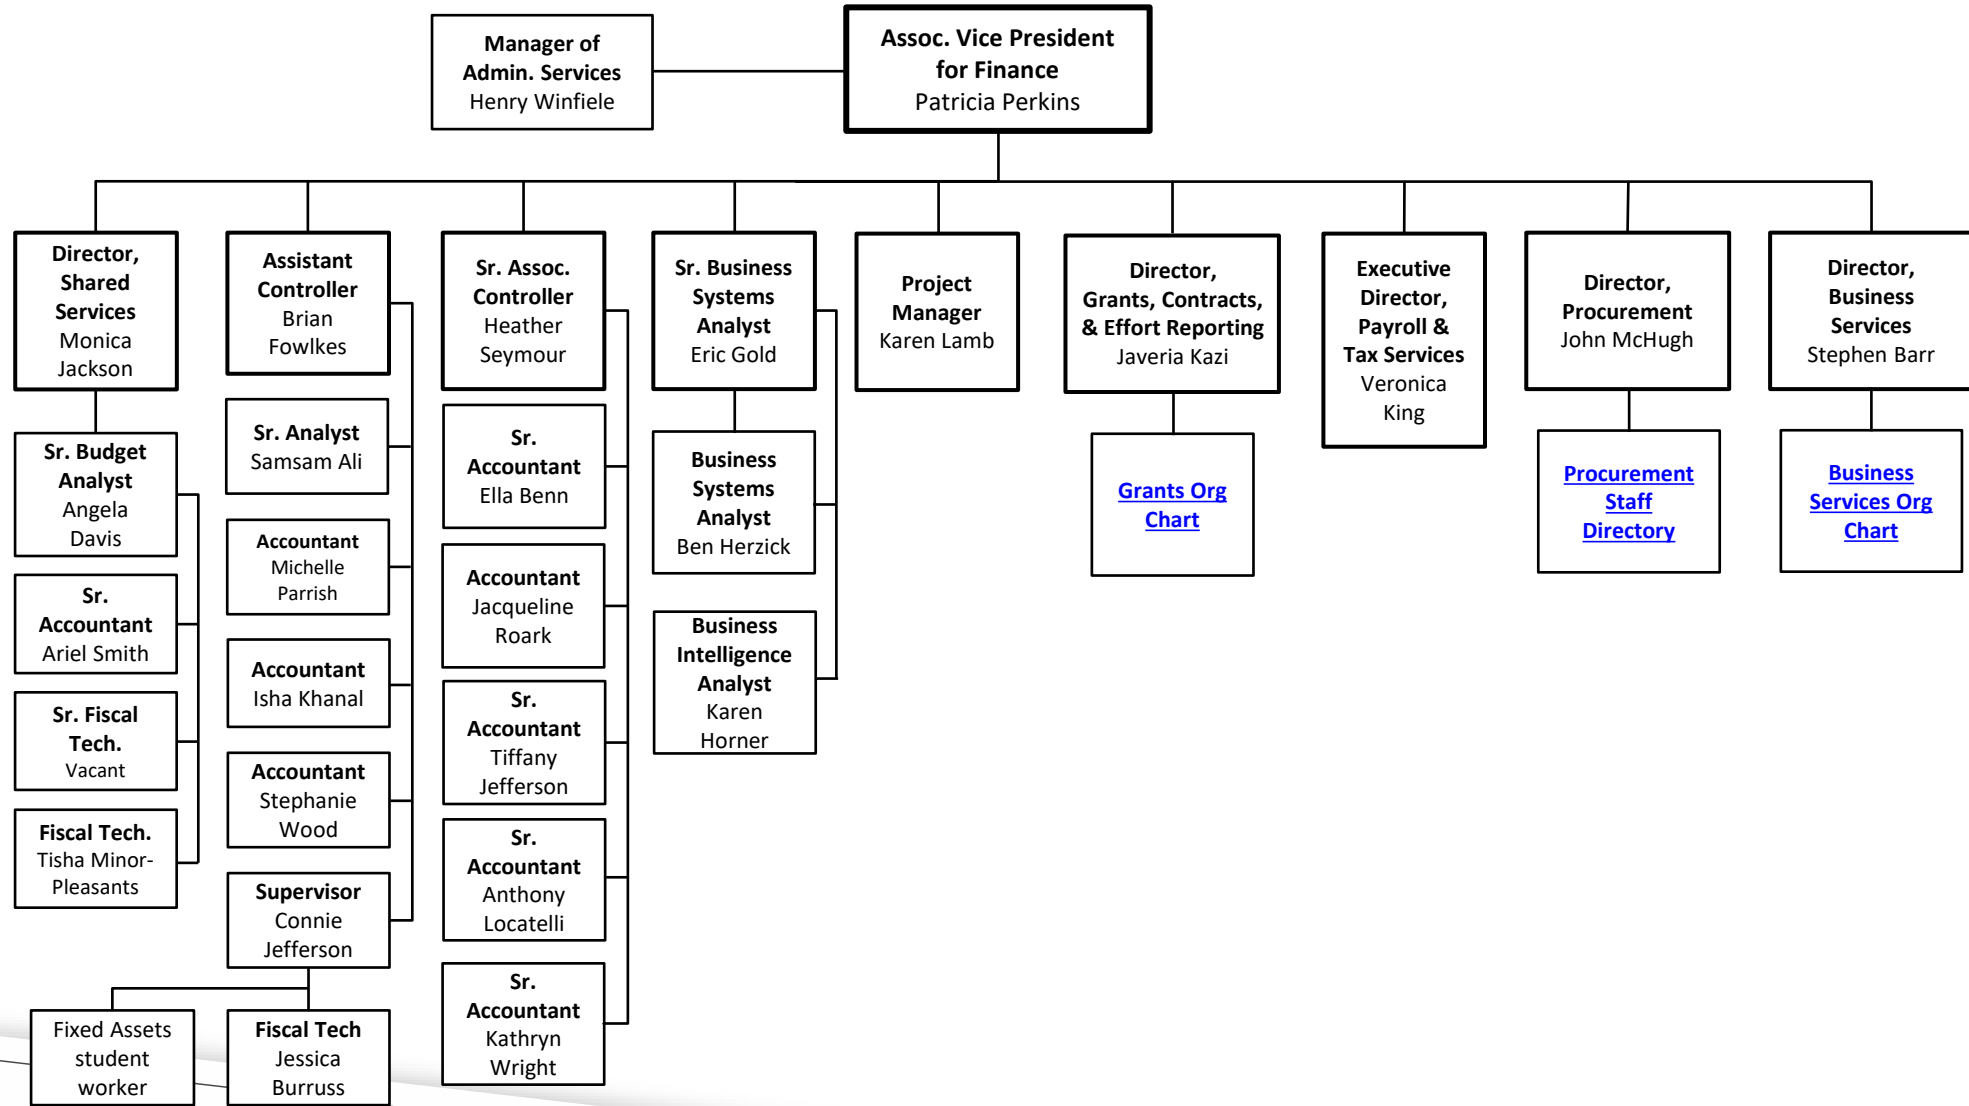 Manager of
Admin. Services
Henry Winfiele
Assoc. Vice President
for Finance
Patricia Perkins
Director,
Shared
Services
Monica
Jackson
Assistant
Controller
Brian
Fowlkes
Sr. Assoc.
Controller
Heather
Seymour
Sr. Business
Systems
Analyst
Eric Gold
Project
Manager
Karen Lamb
Director,
Grants, Contracts,
& Effort Reporting
Javeria Kazi
Executive
Director,
Payroll &
Tax Services
Veronica
King
Director,
Procurement
John McHugh
Director,
Business
Services
Stephen Barr
Sr. Budget
Analyst
Angela
Davis
Sr.
Accountant
Ariel Smith
Sr. Fiscal
Tech.
Vacant
Fiscal Tech.
Tisha Minor-
Pleasants
Sr. Analyst
Samsam Ali
Accountant
Michelle
Parrish
Accountant
Isha Khanal
Accountant
Stephanie
Wood
Supervisor
Connie
Jefferson
Fixed Assets
student
worker
Fiscal Tech
Jessica
Burruss
Sr.
Accountant
Ella Benn
Accountant
Jacqueline
Roark
Sr.
Accountant
Tiffany
Jefferson
Sr.
Accountant
Anthony
Locatelli
Sr.
Accountant
Kathryn
Wright
Business
Systems
Analyst
Ben Herzick
Business
Intelligence
Analyst
Karen
Horner
Grants Org
Chart
Procurement
Staff
Directory
Business
Services Org
Chart